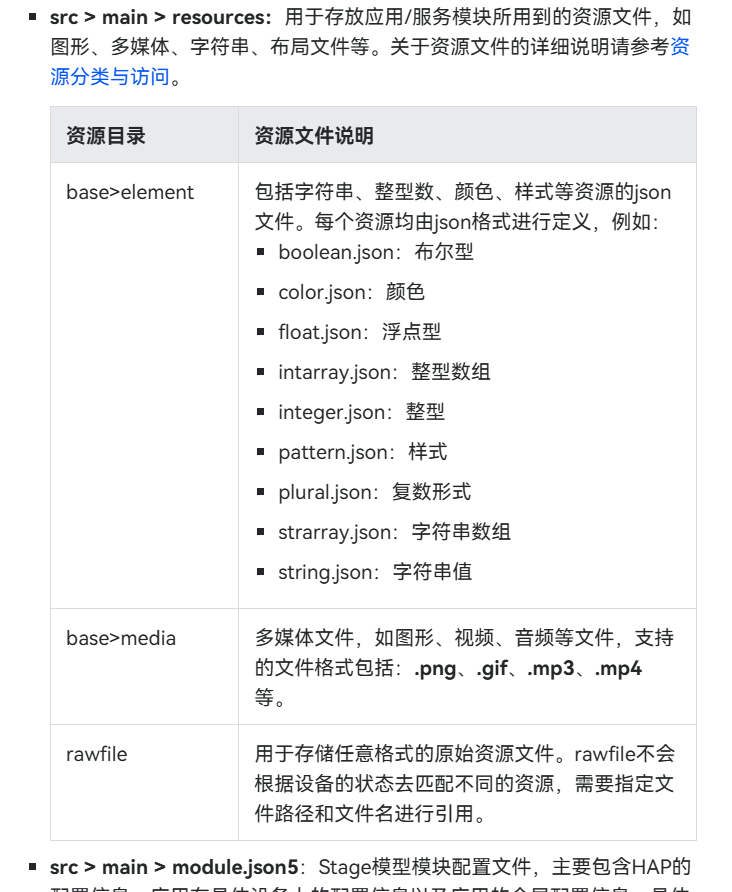 src > main > resources：用于存放应用/服务模块所用到的资源文件，如
图形、多媒体、字符串、布局文件等。关于资源文件的详细说明请参考资
源分类与访问。
资源目录
资源文件说明
base>element
包括字符串、整型数、颜色、样式等资源的json
文件。每个资源均由json格式进行定义，例如：
boolean.json：布尔型
color.json：颜色
float.json：浮点型
intarray.json：整型数组
integer.json：整型
pattern.json：样式
plural.json：复数形式
strarray.json：字符串数组
string.json：字符串值
base>media
多媒体文件，如图形、视频、音频等文件，支持
的文件格式包括：.png、.gif、.mp3、.mp4
等。
rawfile
用于存储任意格式的原始资源文件。rawfile不会
根据设备的状态去匹配不同的资源，需要指定文
件路径和文件名进行引用。
src > main > module.json5：Stage模型模块配置文件，主要包含HAP的